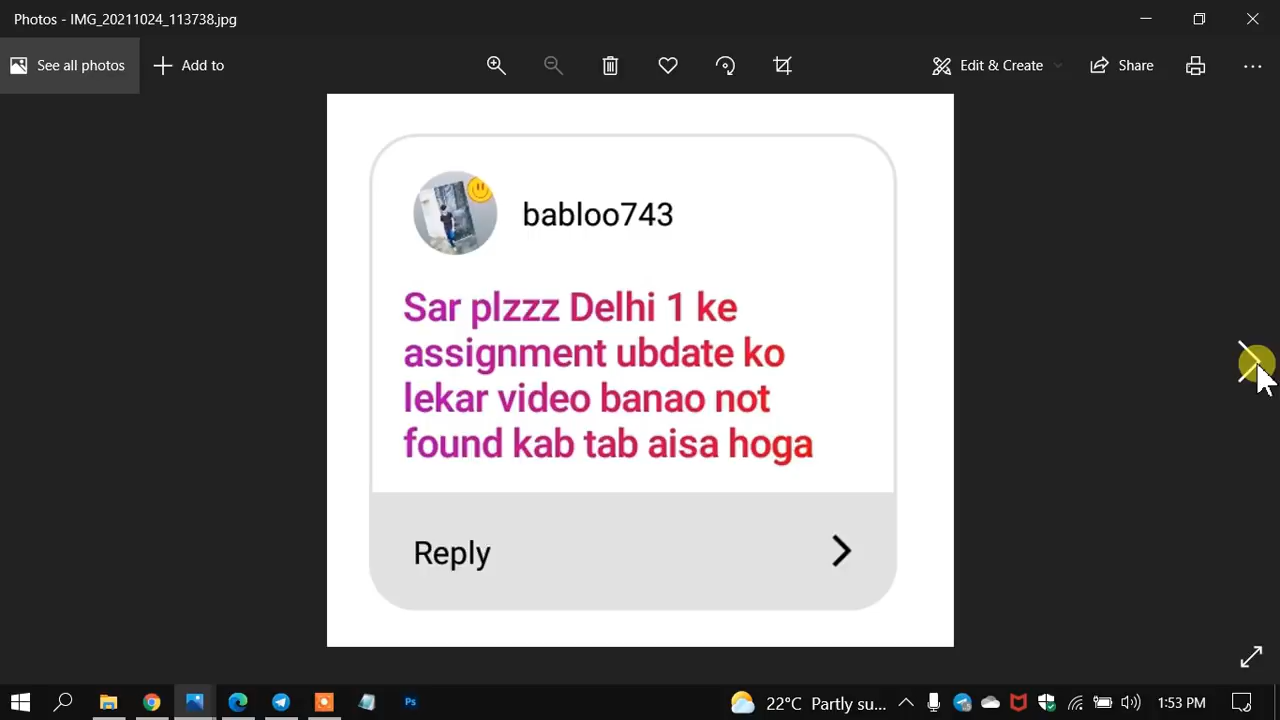 Photos - IMG_20211024_113738.jpg
See all photos
Add to
Edit & Create
Share
babloo743
Sar plzzz Delhi 1 ke
assignment ubdate ko
lekar video banao not
found kab tab aisa hoga
Reply
Ps
22°C Partly su...
1:53 PM